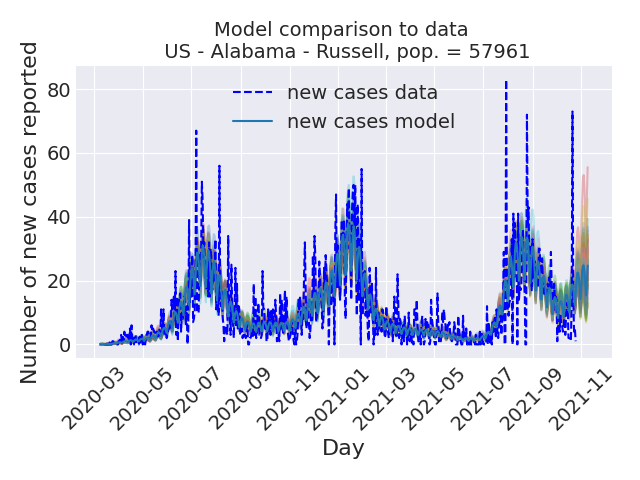 Model comparison to data
US - Alabama - Russell, pop. = 57961
Number of new cases reported
80
60
40
20
0
new cases data
new cases model
2020-03
2020-05
2020-07
2020-09
2020-11
2021-01
2021-03
2021-05
2021-07
2021-09
2021-11
Day